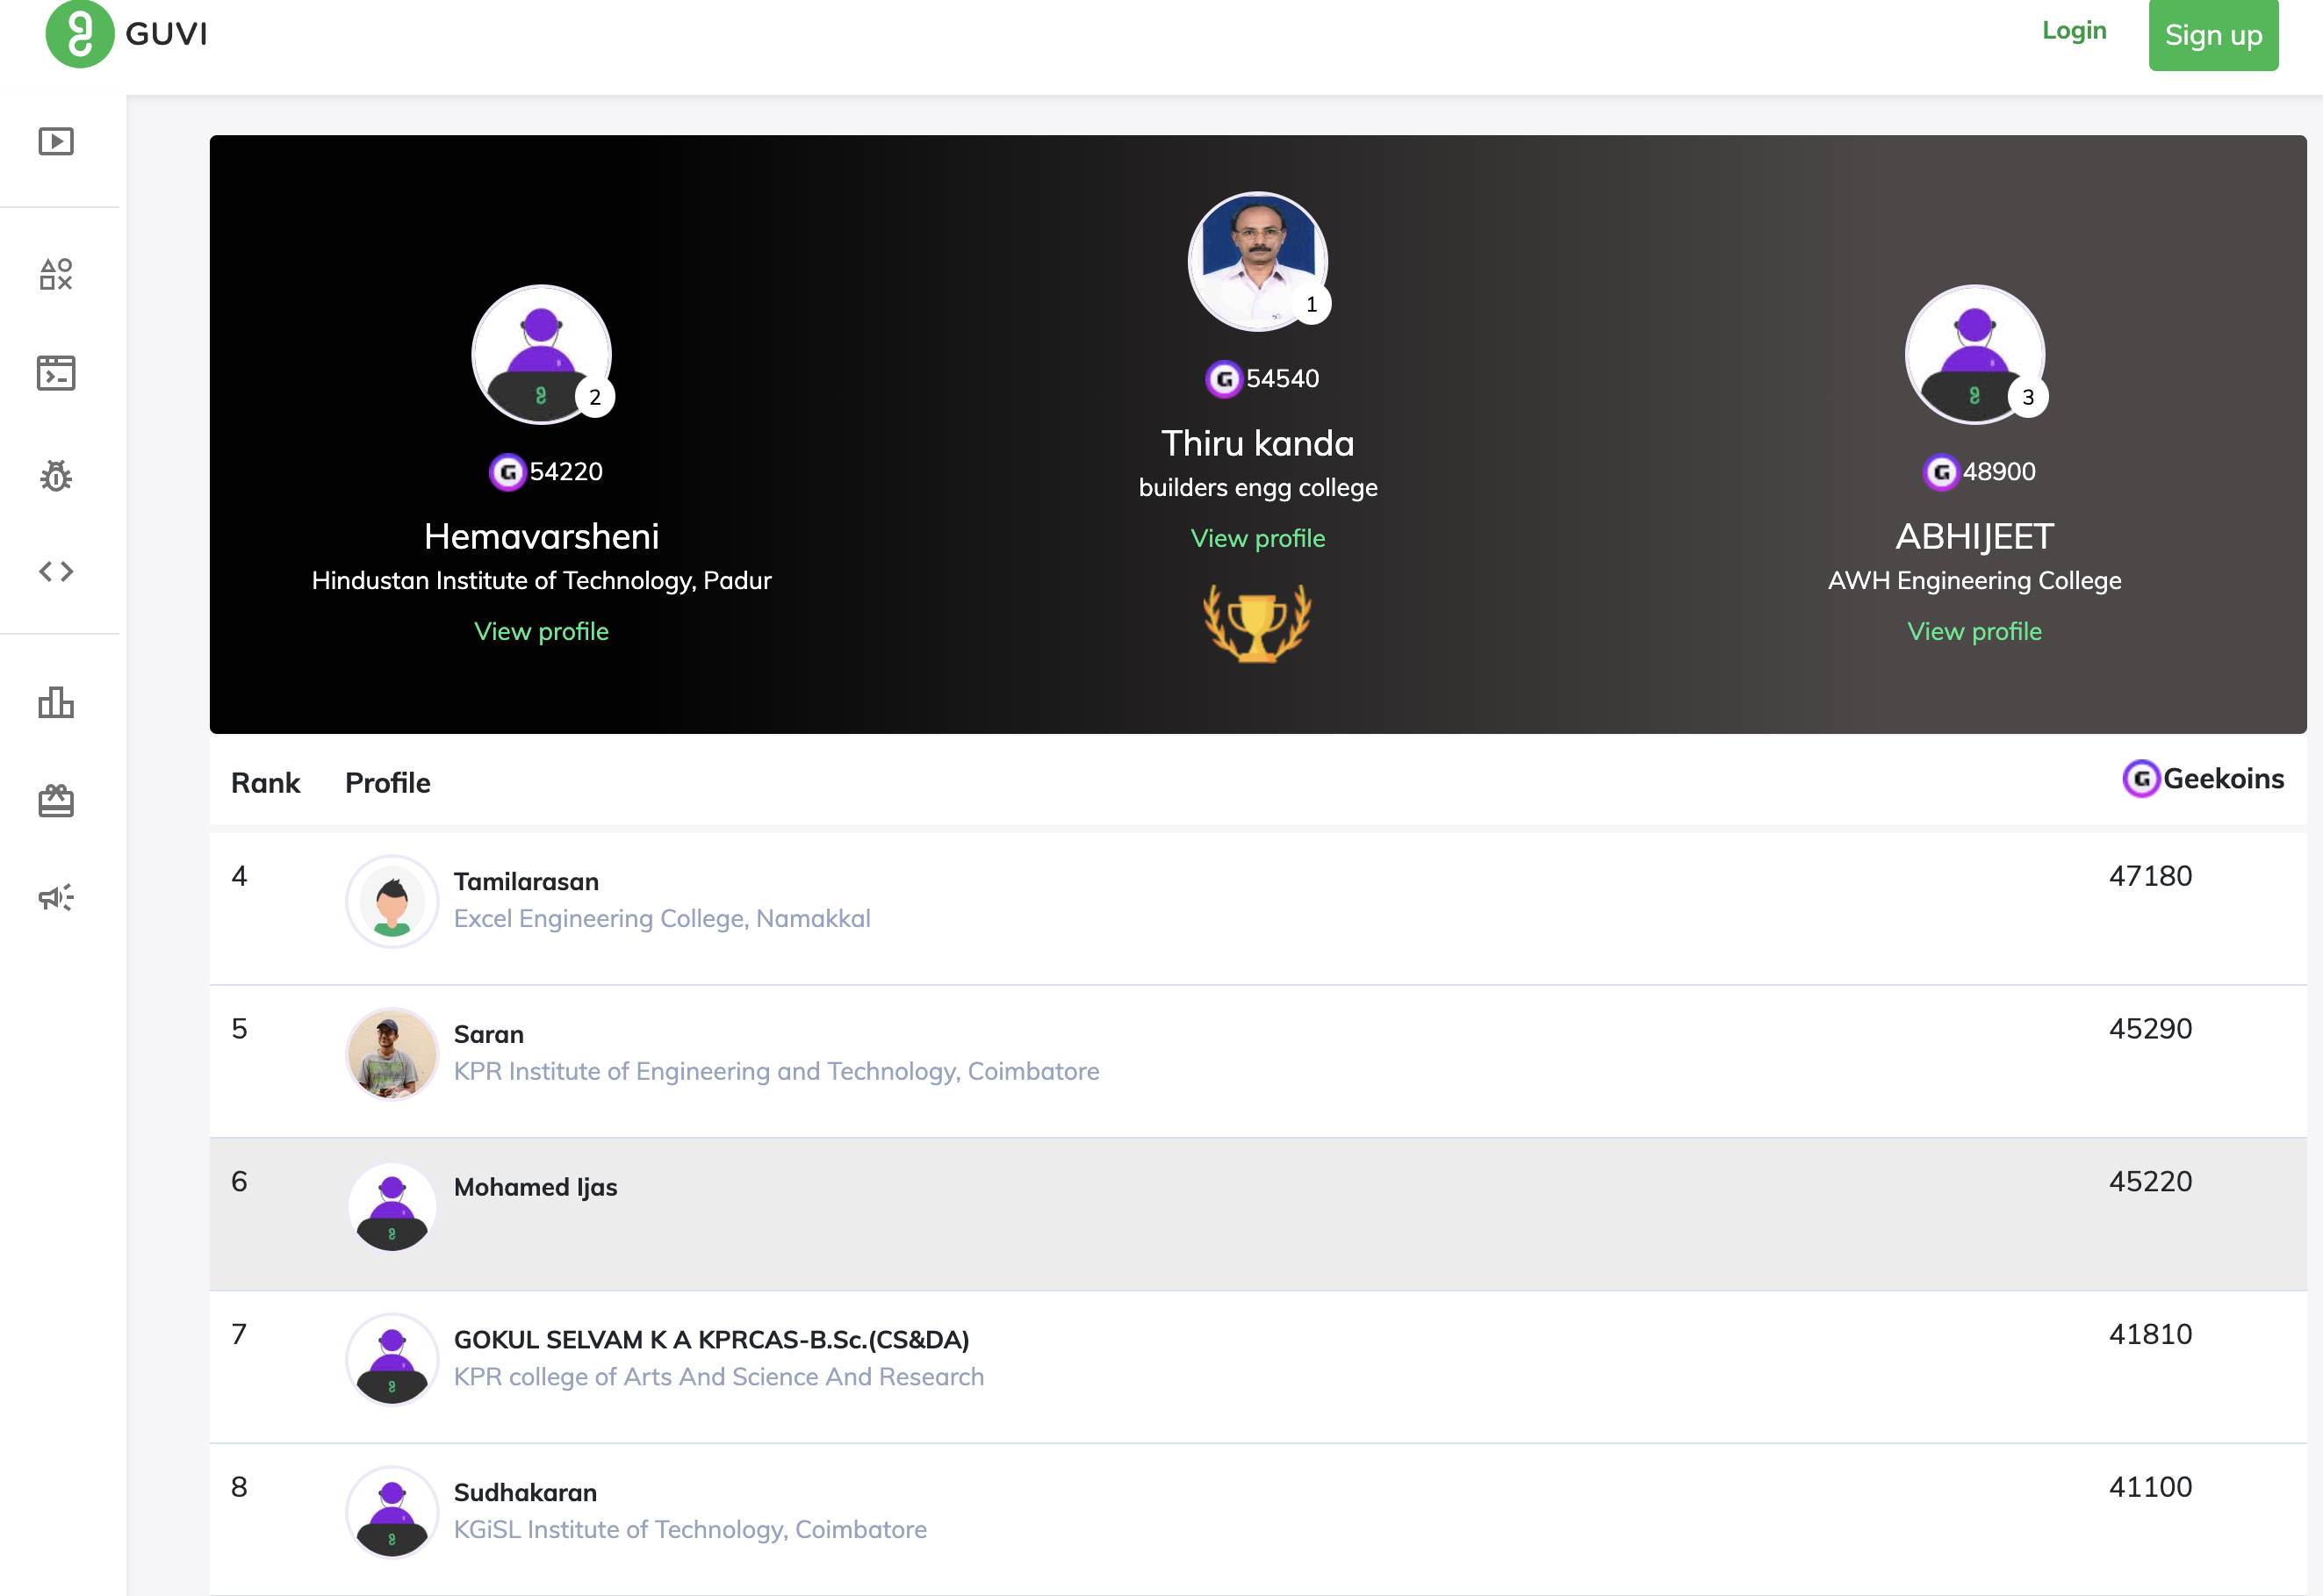 GUVI
Login
Sign up
1
G 54540
Thiru kanda
builders engg college
View profile
2
G 54220
Hemavarsheni
Hindustan Institute of Technology, Padur
View profile
3
G 48900
ABHIJEET
AWH Engineering College
View profile
Rank Profile G Geekoins
4 Tamilarasan 47180
Excel Engineering College, Namakkal
5 Saran 45290
KPR Institute of Engineering and Technology, Coimbatore
6 Mohamed Ijas 45220
7 GOKUL SELVAM K A KPRCAS-B.Sc.(CS&DA) 41810
KPR college of Arts And Science And Research
8 Sudhakaran 41100
KGiSL Institute of Technology, Coimbatore